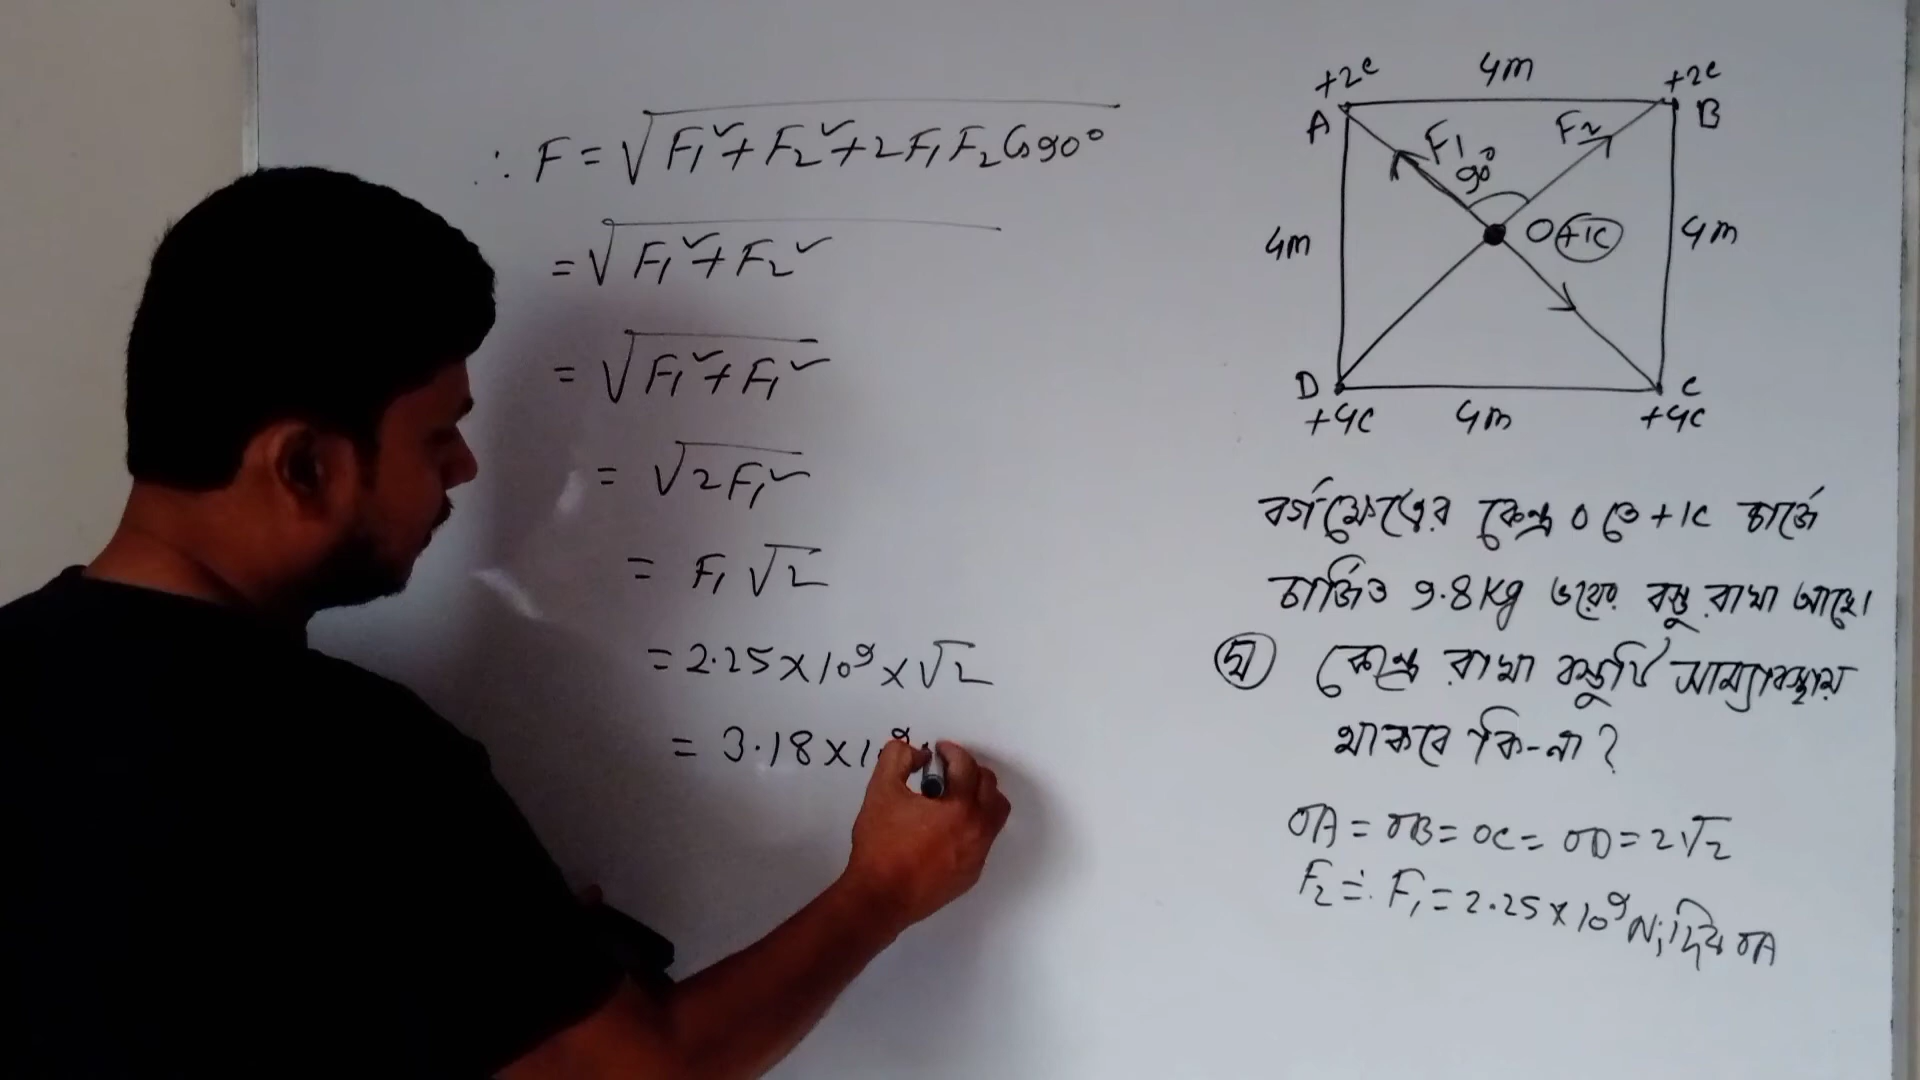 ∴ F = √(F₁² + F₂² + 2F₁F₂ Cos90°)
= √(F₁² + F₂²)
= √(F₁² + F₁²)
= √(2F₁²)
= F₁√2
= 2.25×10⁹×√2
= 3.18×10⁹
+2c 4m +2c
A B
F₁ F₂
90°
4m O +1c 4m
D C
+4c 4m +4c
বর্গক্ষেত্রের কেন্দ্র O তে +1C চার্জে
চার্জিত 9.8Kg ভরের বস্তু রাখা আছে।
ঘ কেন্দ্রে রাখা বস্তুটি সাম্যাবস্থায়
থাকবে কি-না?
OA = OB = OC = OD = 2√2
F₂ = ∴ F₁ = 2.25×10⁹N; দিক OA